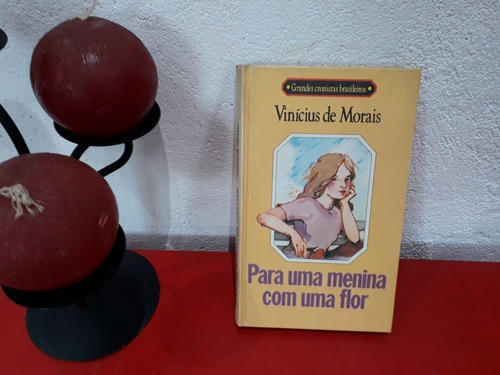 Grandes cronistas brasileiros
Vinícius de Morais
Para uma menina
com uma flor